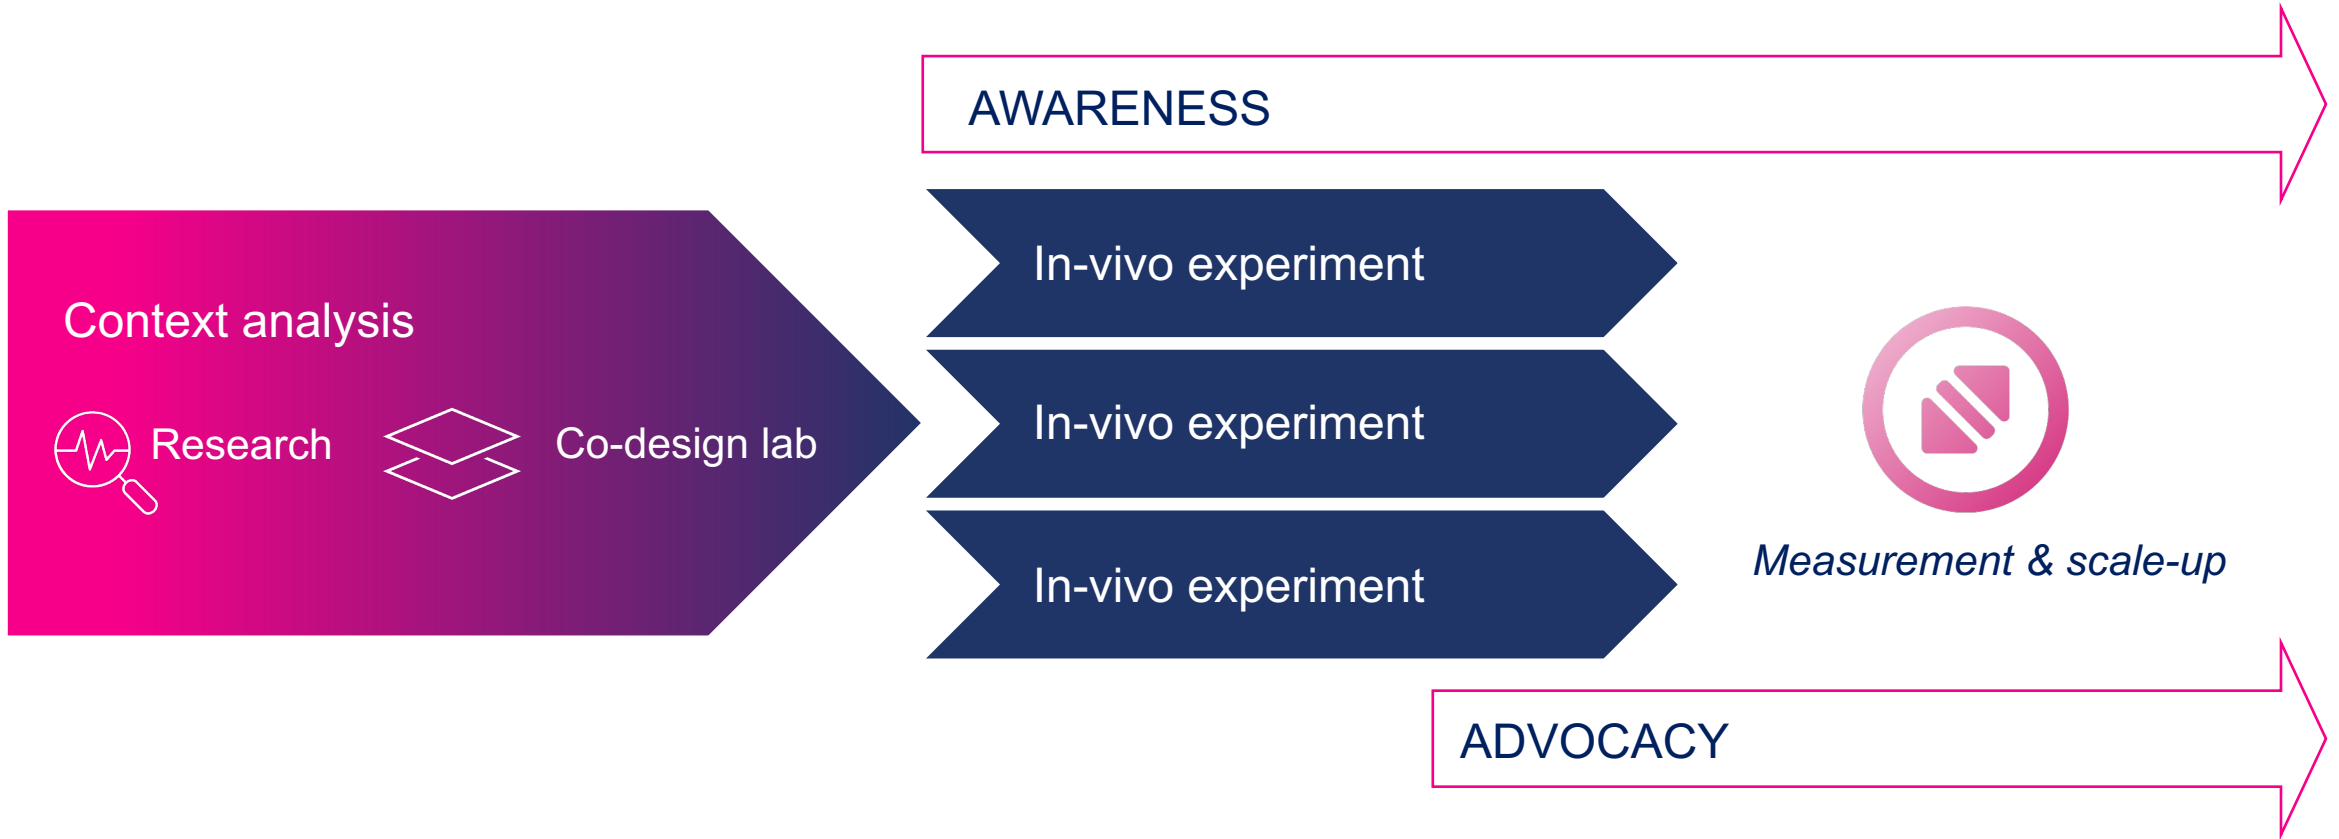 AWARENESS
Context analysis
Research
Co-design lab
In-vivo experiment
In-vivo experiment
In-vivo experiment
Measurement & scale-up
ADVOCACY